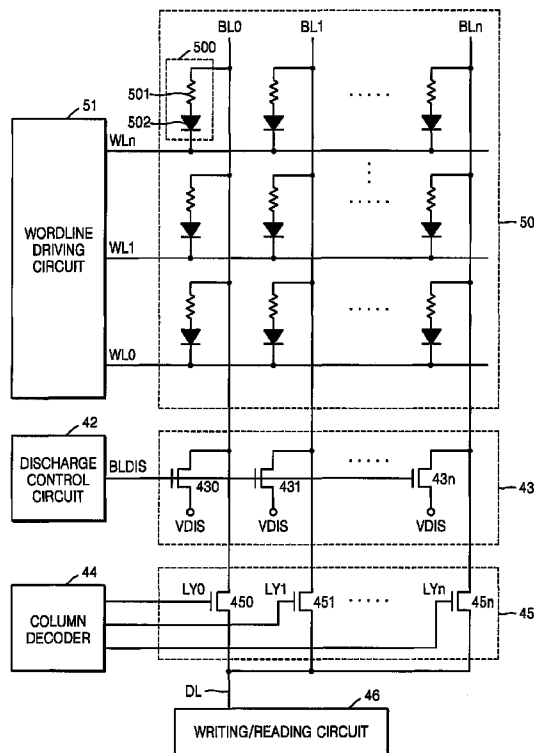 BL0 BL1 BLn
500
501
502
51
WORDLINE
DRIVING
CIRCUIT
WLn
WL1
WL0
50
42
DISCHARGE
CONTROL
CIRCUIT
BLDIS
430 431 43n
VDIS VDIS VDIS
43
44
COLUMN
DECODER
LY0 LY1 LYn
450 451 45n
45
DL
46
WRITING/READING CIRCUIT